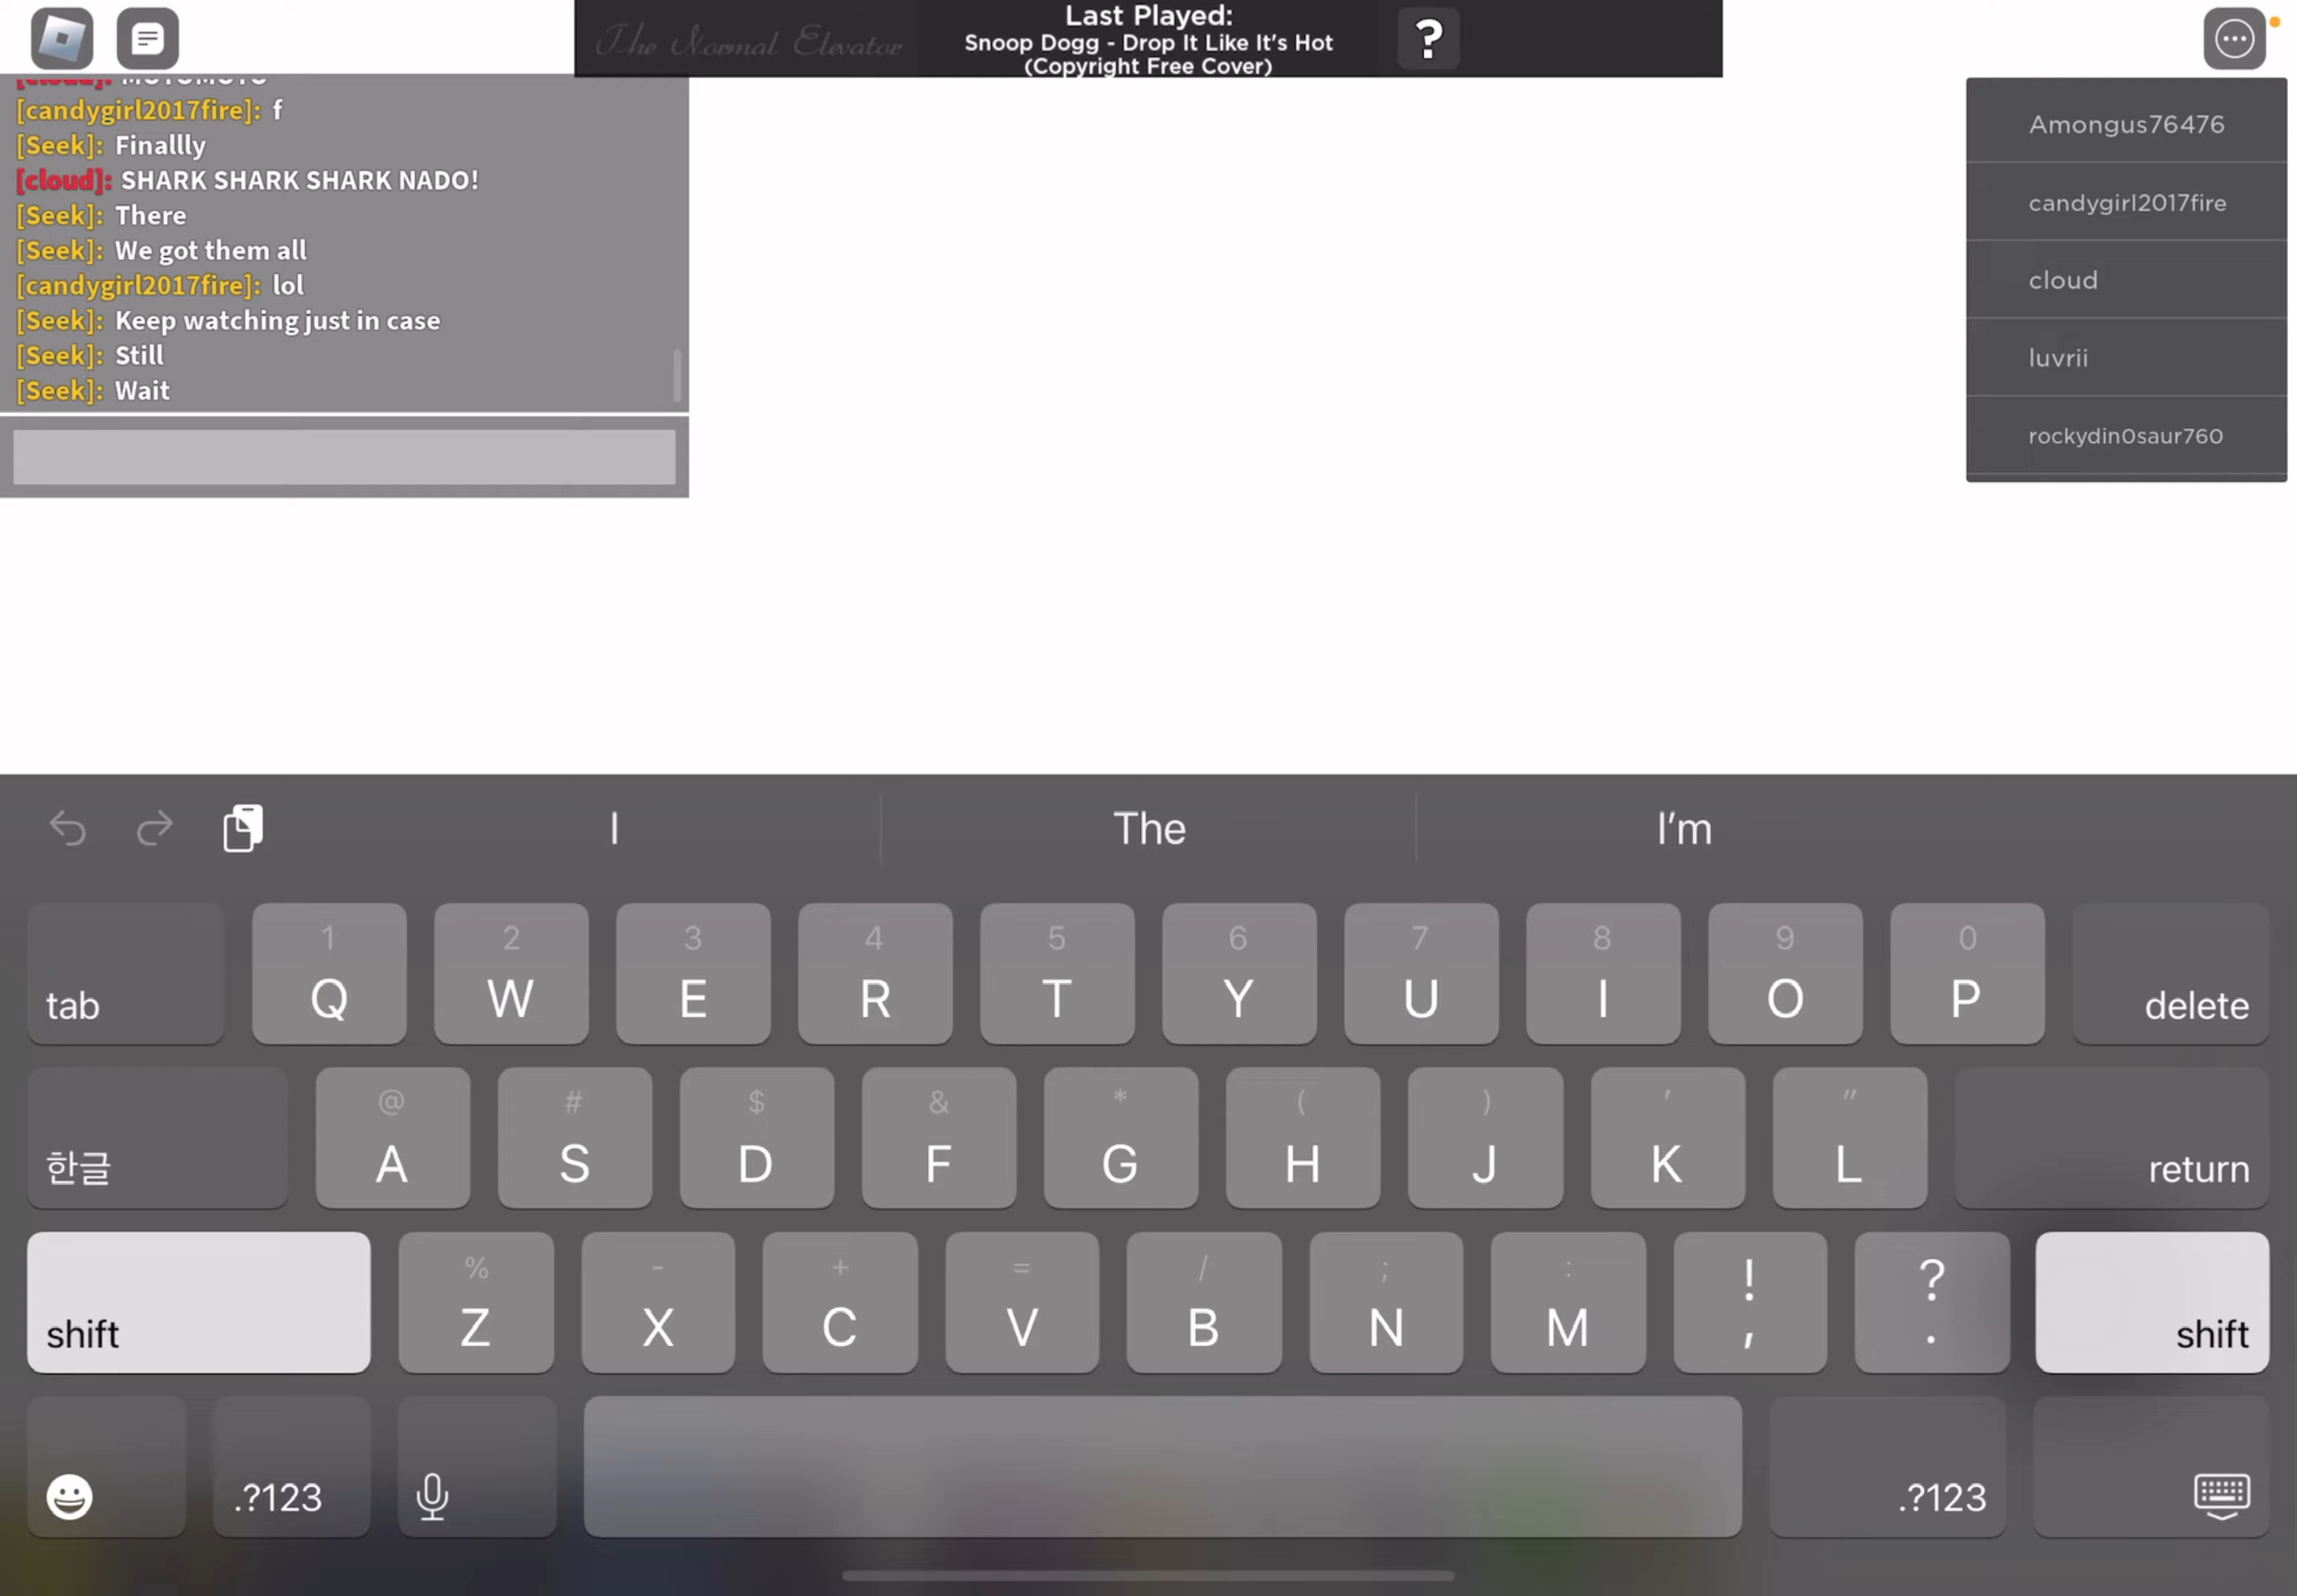 The Normal Elevator
Last Played:
Snoop Dogg - Drop It Like It's Hot
(Copyright Free Cover)
?
[cloud]: MOTOMOTO
[candygirl2017fire]: f
[Seek]: Finallly
[cloud]: SHARK SHARK SHARK NADO!
[Seek]: There
[Seek]: We got them all
[candygirl2017fire]: lol
[Seek]: Keep watching just in case
[Seek]: Still
[Seek]: Wait
Amongus76476
candygirl2017fire
cloud
luvrii
rockydin0saur760
I The I'm
1 2 3 4 5 6 7 8 9 0
tab Q W E R T Y U I O P delete
@ # $ & * ( ) ' "
한글 A S D F G H J K L return
% - + = / ; : ! ?
shift Z X C V B N M , . shift
.?123 .?123